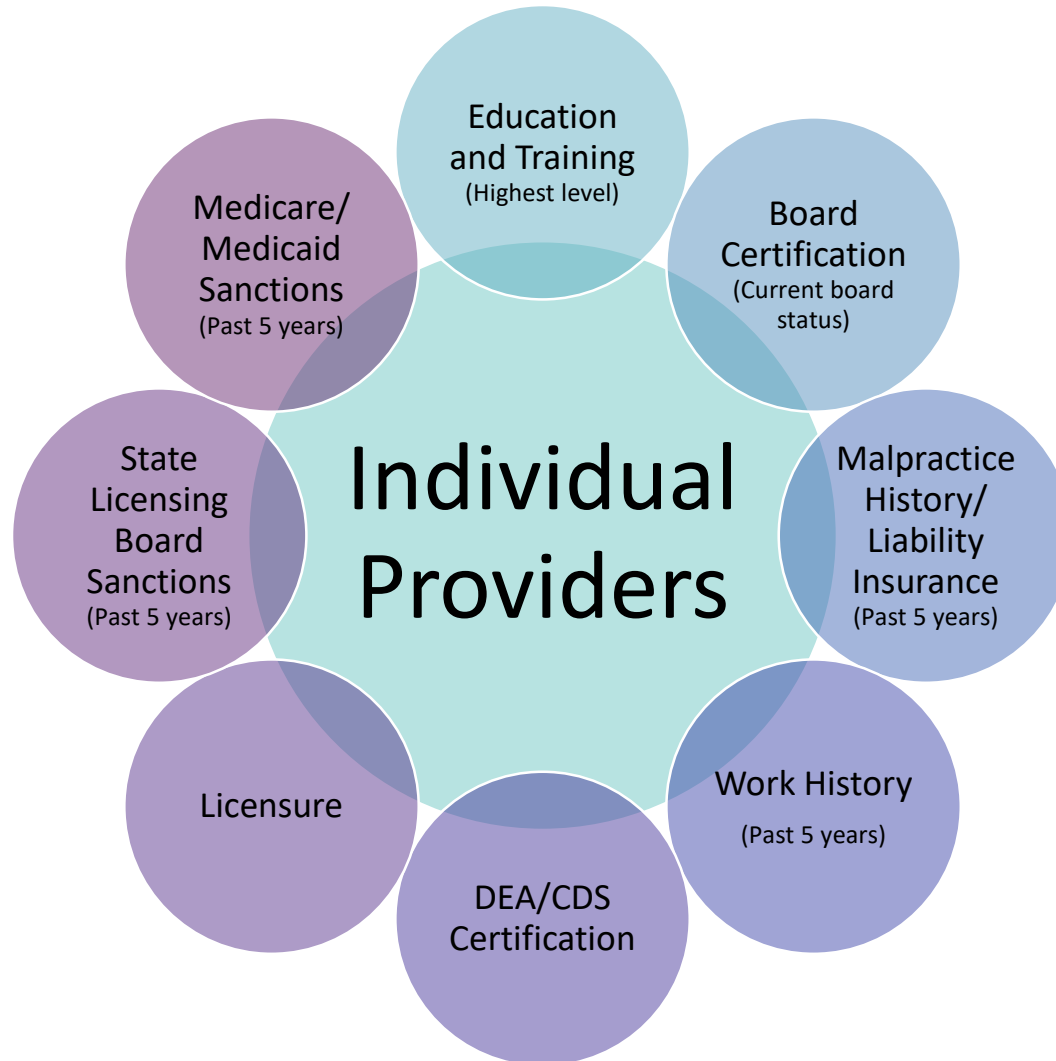 Education
and Training
(Highest level)
Board
Certification
(Current board
status)
Malpractice
History/
Liability
Insurance
(Past 5 years)
Work History
(Past 5 years)
DEA/CDS
Certification
Licensure
State
Licensing
Board
Sanctions
(Past 5 years)
Medicare/
Medicaid
Sanctions
(Past 5 years)
Individual
Providers